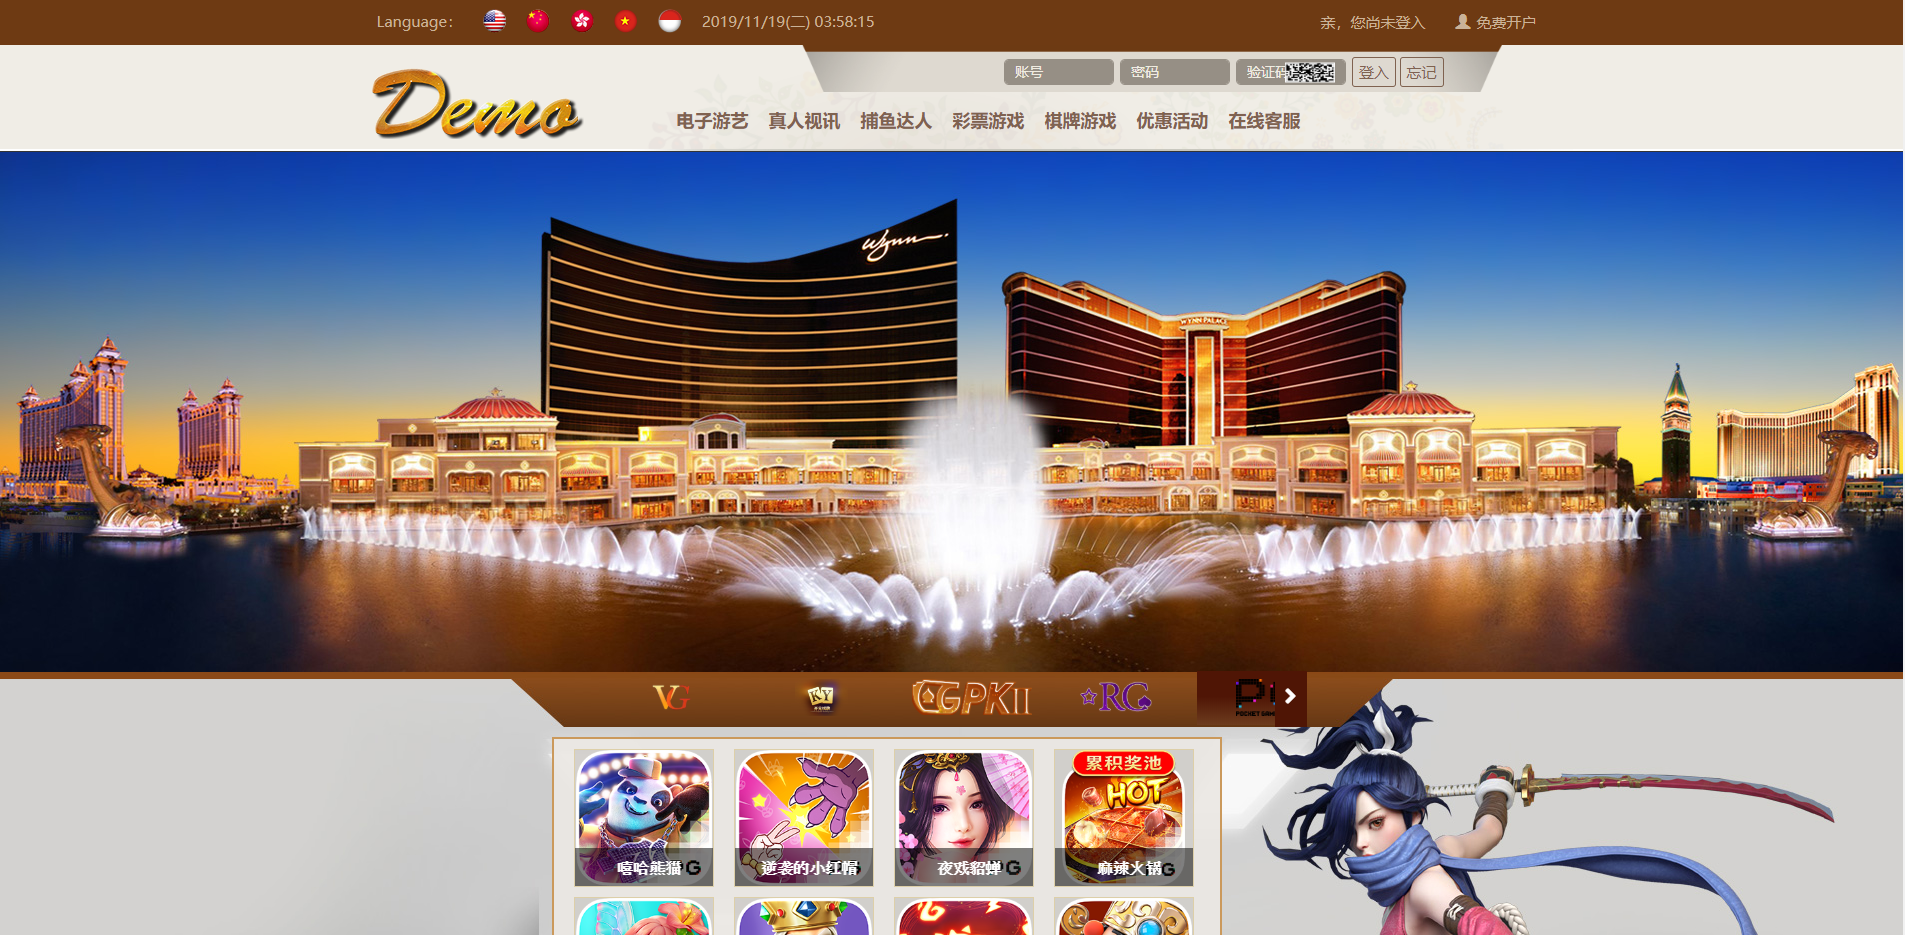 Language:
2019/11/19(二) 03:58:15
亲，您尚未登入
免费开户
账号
密码
验证码
登入
忘记
Demo
电子游艺 真人视讯 捕鱼达人 彩票游戏 棋牌游戏 优惠活动 在线客服
wynn
WYNN PALACE
VG
KY
GPKII
RG
POCKET GAM
累积奖池
HOT
嘻哈熊猫
逆袭的小红帽
夜戏貂蝉
麻辣火锅